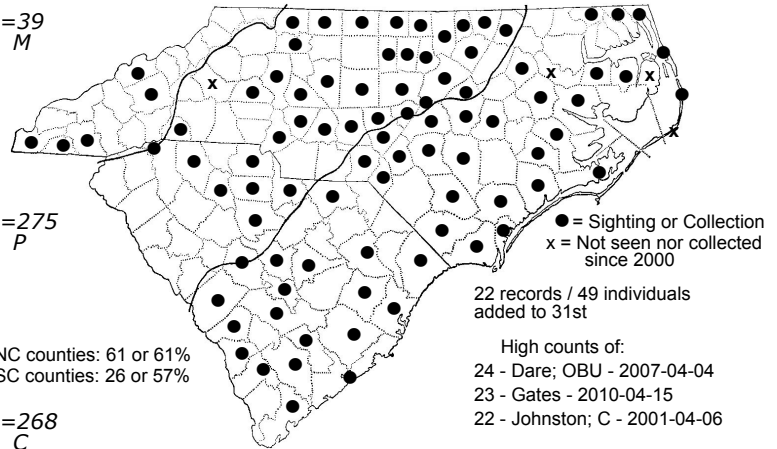 =39
M
=275
P
● = Sighting or Collection
x = Not seen nor collected
since 2000
22 records / 49 individuals
added to 31st
NC counties: 61 or 61%
SC counties: 26 or 57%
High counts of:
24 - Dare; OBU - 2007-04-04
23 - Gates - 2010-04-15
22 - Johnston; C - 2001-04-06
=268
C